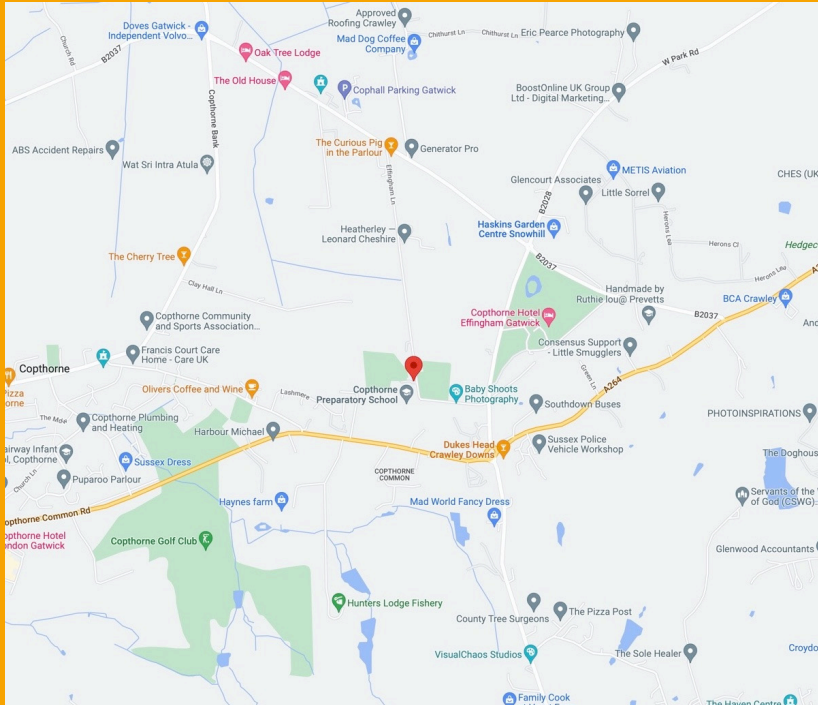 Approved
Roofing Crawley
Doves Gatwick -
Independent Volvo...
Church Rd
B2037
Mad Dog Coffee
Company
Chithurst Ln
Chithurst Ln
Eric Pearce Photography
W Park Rd
Oak Tree Lodge
The Old House
Cophall Parking Gatwick
BoostOnline UK Group
Ltd - Digital Marketing...
Copthorne Bank
ABS Accident Repairs
Wat Sri Intra Atula
The Curious Pig
in the Parlour
Generator Pro
Effingham Ln
METIS Aviation
Glencourt Associates
Little Sorrel
CHES (UK
B2028
Herons Lea
Heatherley —
Leonard Cheshire
Haskins Garden
Centre Snowhill
Herons Cl
Hedgec
The Cherry Tree
B2037
Herons Lea
Clay Hall Ln
Handmade by
Ruthie lou@ Prevetts
BCA Crawley
Copthorne Hotel
Effingham Gatwick
B2037
Copthorne Community
and Sports Association...
Consensus Support
- Little Smugglers
Francis Court Care
Home - Care UK
Copthorne
Green Ln
A264
Pizza
orne
Olivers Coffee and Wine
Lashmere
Copthorne
Preparatory School
Baby Shoots
Photography
Southdown Buses
PHOTOINSPIRATIONS
Copthorne Plumbing
and Heating
Harbour Michael
Dukes Head
Crawley Downs
Sussex Police
Vehicle Workshop
airway Infant
ol, Copthorne
Church Ln
Sussex Dress
Puparoo Parlour
COPTHORNE
COMMON
The Doghous
Servants of the
of God (CSWG)...
Haynes farm
Mad World Fancy Dress
opthorne Common Rd
opthorne Hotel
ondon Gatwick
Copthorne Golf Club
Glenwood Accountants
Hunters Lodge Fishery
County Tree Surgeons
The Pizza Post
VisualChaos Studios
The Sole Healer
Croydo
Family Cook
The Haven Centre